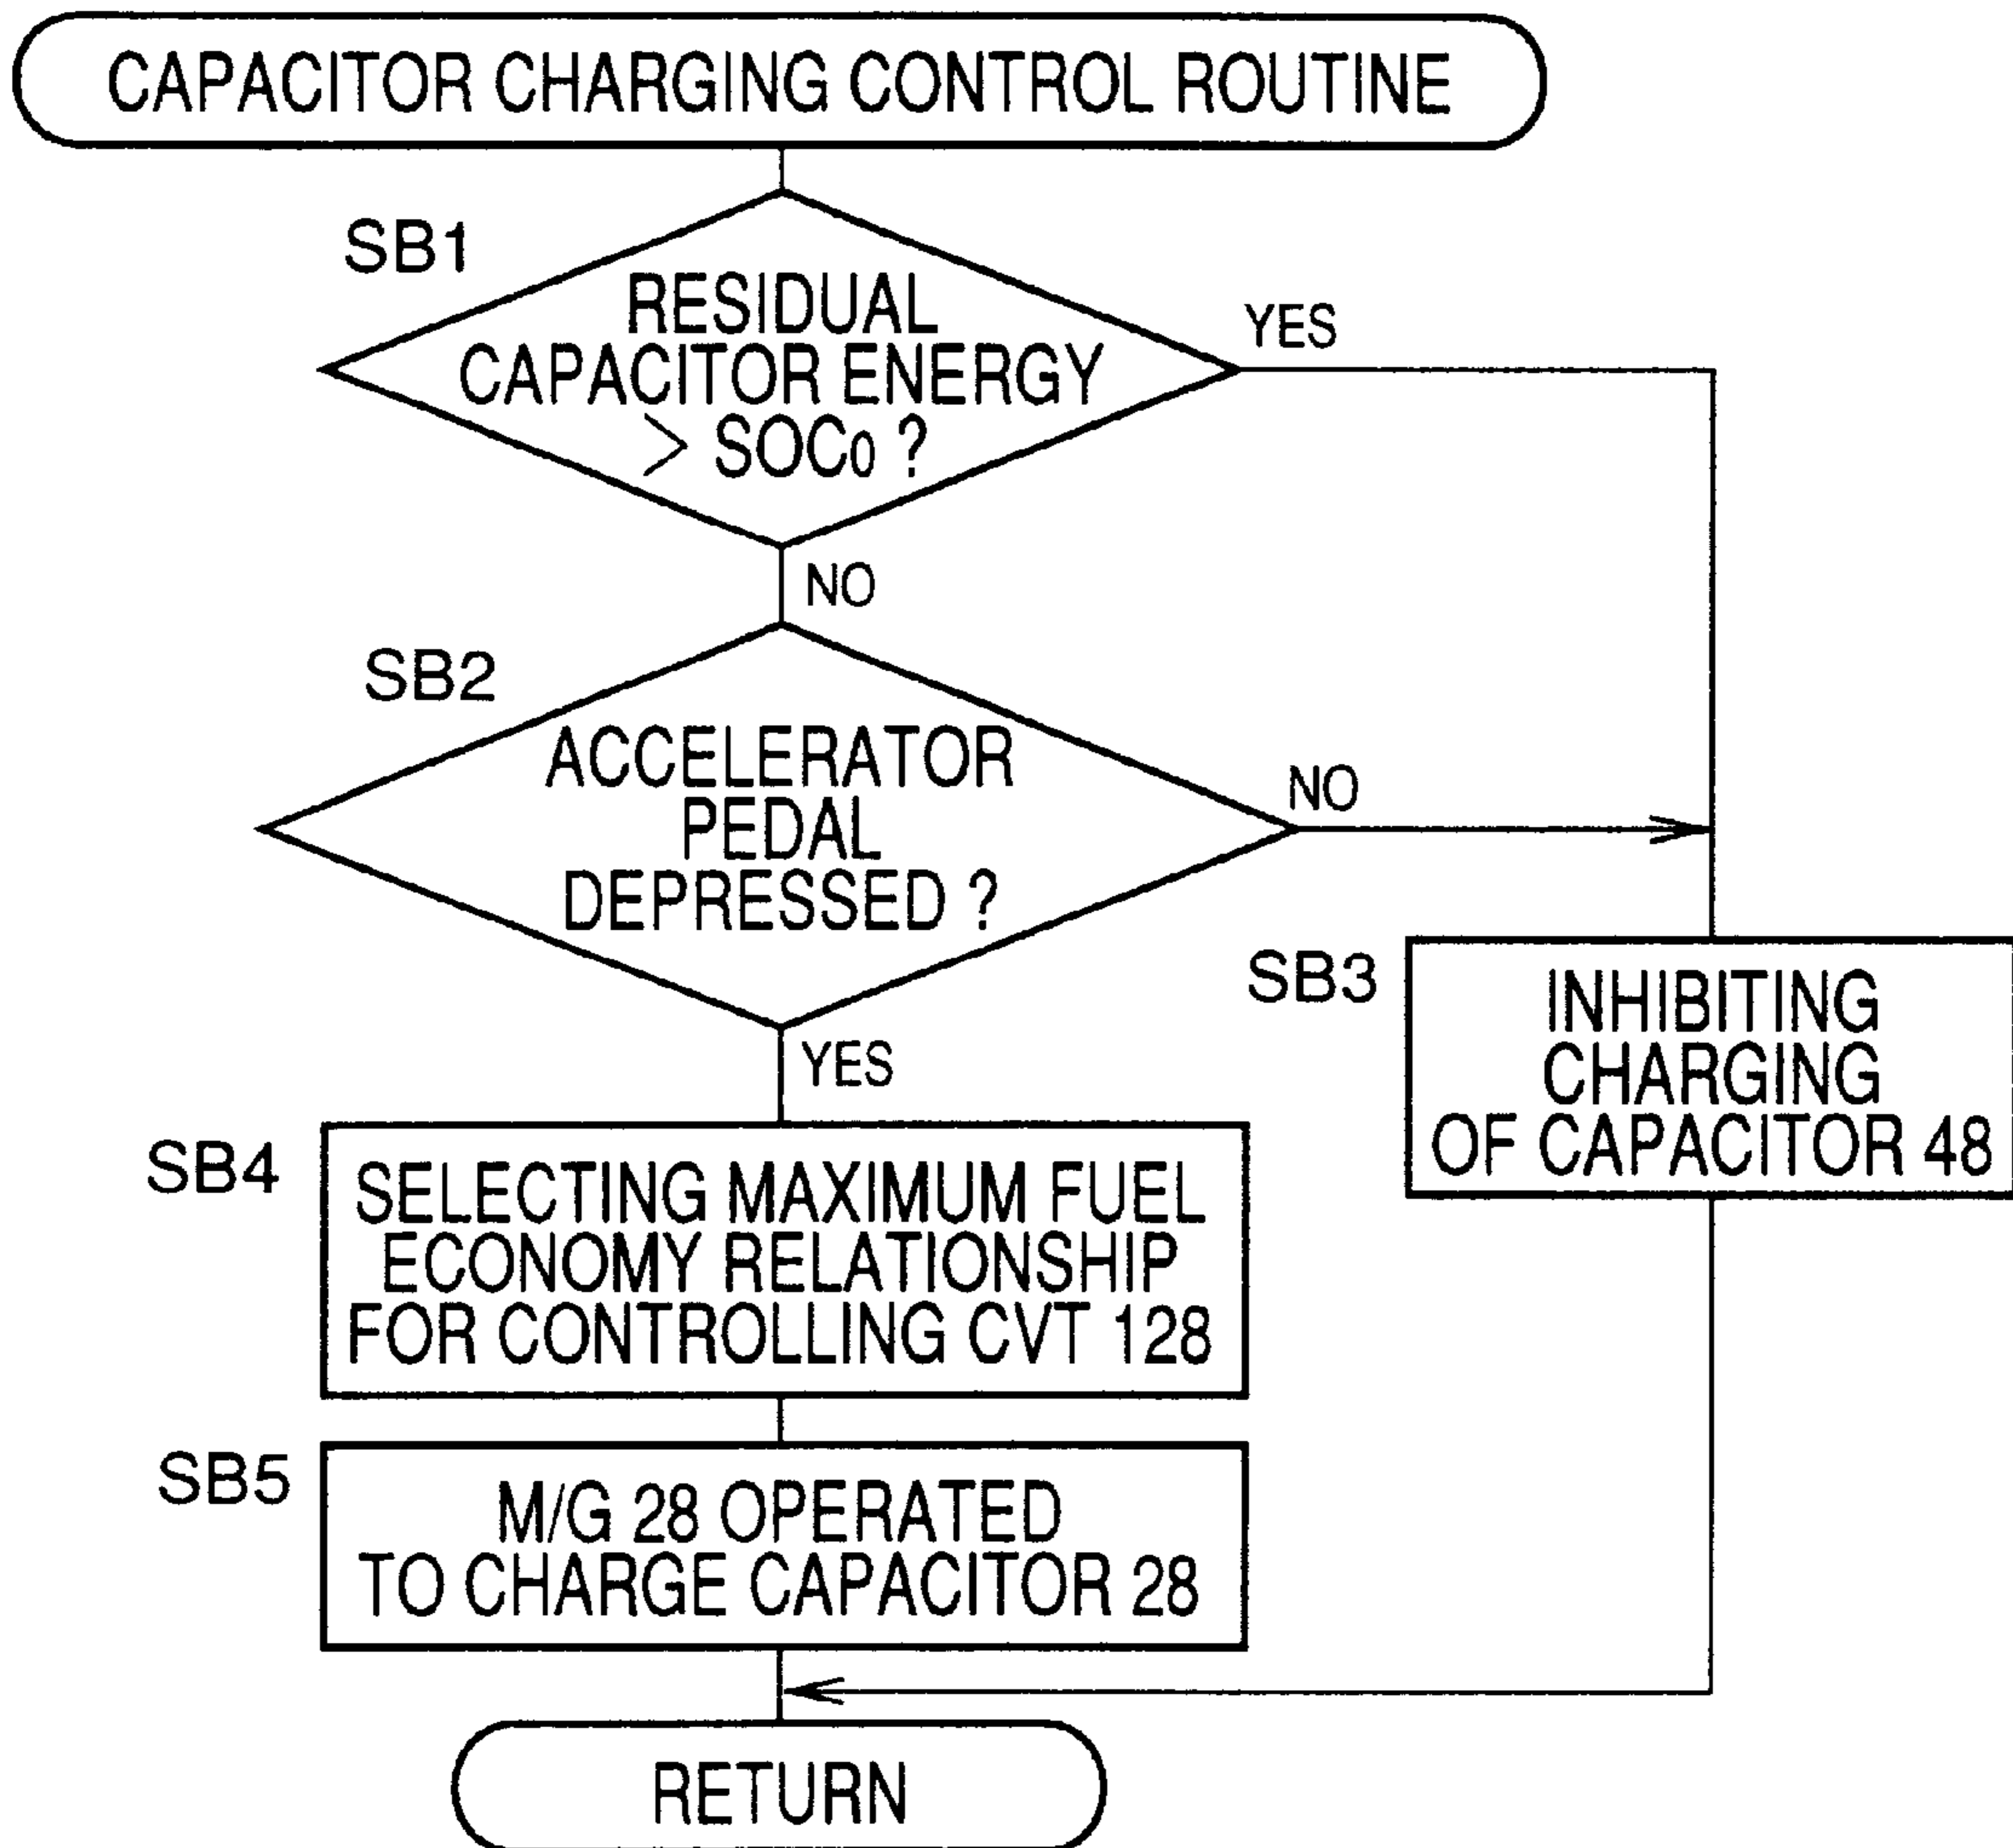 CAPACITOR CHARGING CONTROL ROUTINE
SB1
RESIDUAL
CAPACITOR ENERGY
> SOC₀ ?
YES
NO
SB2
ACCELERATOR
PEDAL
DEPRESSED ?
NO
YES
SB3
INHIBITING
CHARGING
OF CAPACITOR 48
SB4
SELECTING MAXIMUM FUEL
ECONOMY RELATIONSHIP
FOR CONTROLLING CVT 128
SB5
M/G 28 OPERATED
TO CHARGE CAPACITOR 28
RETURN